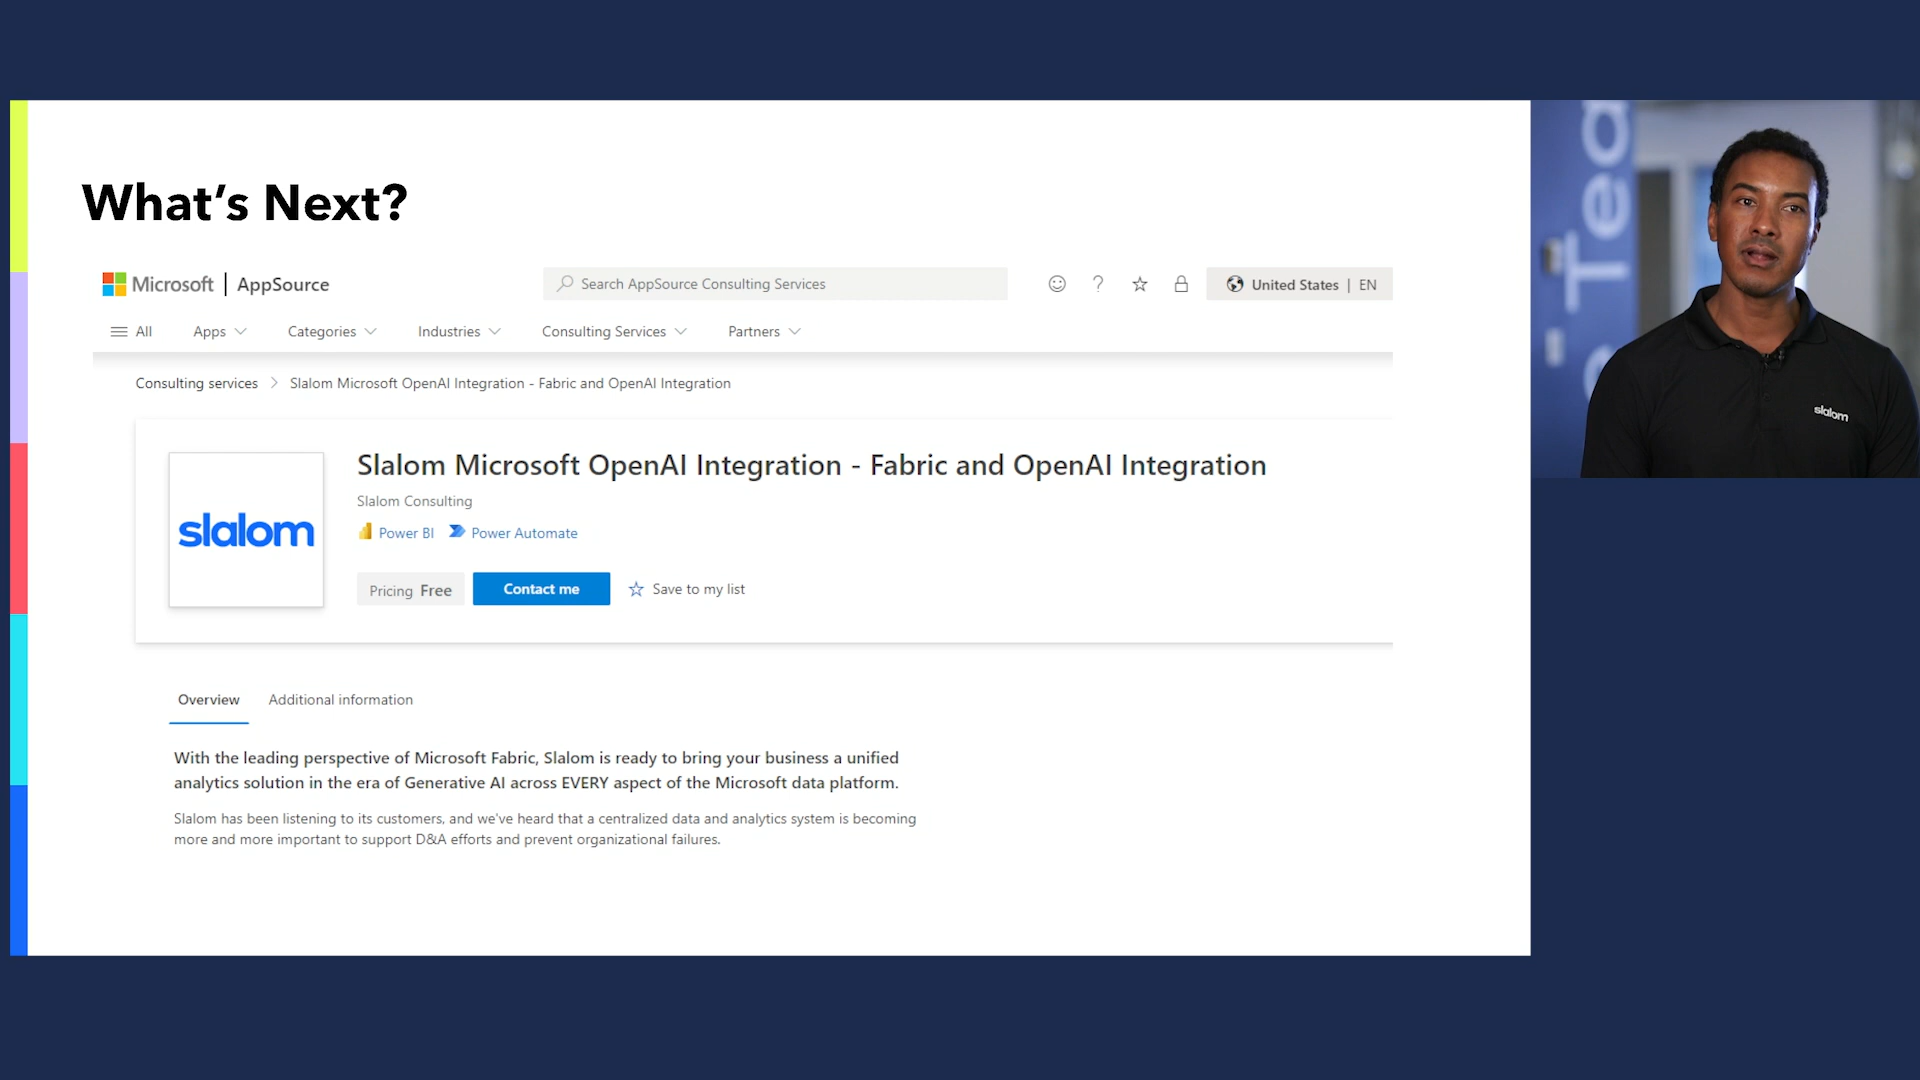 What's Next?
Microsoft | AppSource
Search AppSource Consulting Services
United States | EN
All Apps Categories Industries Consulting Services Partners
Consulting services > Slalom Microsoft OpenAI Integration - Fabric and OpenAI Integration
slalom
Slalom Microsoft OpenAI Integration - Fabric and OpenAI Integration
Slalom Consulting
Power BI Power Automate
Pricing Free Contact me Save to my list
Overview Additional information
With the leading perspective of Microsoft Fabric, Slalom is ready to bring your business a unified
analytics solution in the era of Generative AI across EVERY aspect of the Microsoft data platform.
Slalom has been listening to its customers, and we've heard that a centralized data and analytics system is becoming
more and more important to support D&A efforts and prevent organizational failures.
slalom